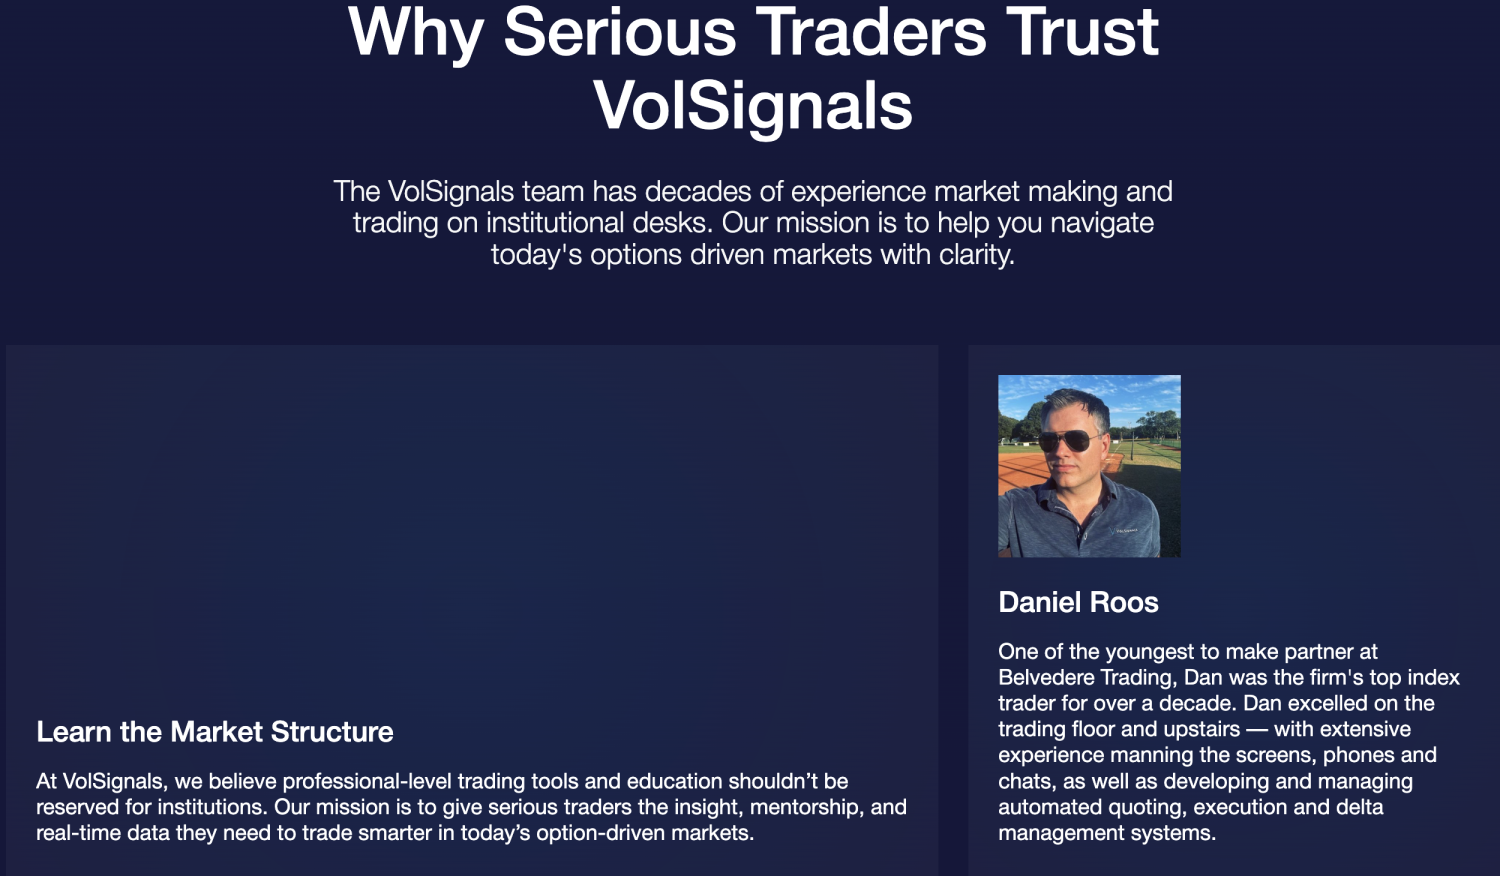 Why Serious Traders Trust
VolSignals
The VolSignals team has decades of experience market making and
trading on institutional desks. Our mission is to help you navigate
today's options driven markets with clarity.
Learn the Market Structure
At VolSignals, we believe professional-level trading tools and education shouldn’t be
reserved for institutions. Our mission is to give serious traders the insight, mentorship, and
real-time data they need to trade smarter in today’s option-driven markets.
Daniel Roos
One of the youngest to make partner at
Belvedere Trading, Dan was the firm's top index
trader for over a decade. Dan excelled on the
trading floor and upstairs — with extensive
experience manning the screens, phones and
chats, as well as developing and managing
automated quoting, execution and delta
management systems.